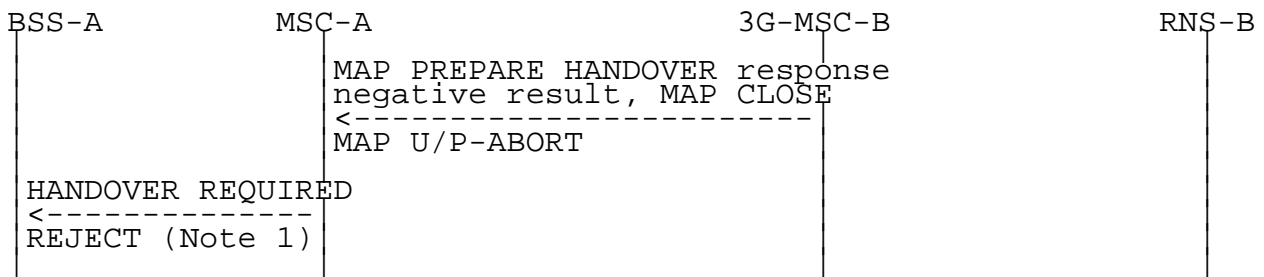 BSS-A MSC-A 3G-MSC-B RNS-B
MAP PREPARE HANDOVER response
negative result, MAP CLOSE
<------------------------
MAP U/P-ABORT
HANDOVER REQUIRED
<--------------
REJECT (Note 1)